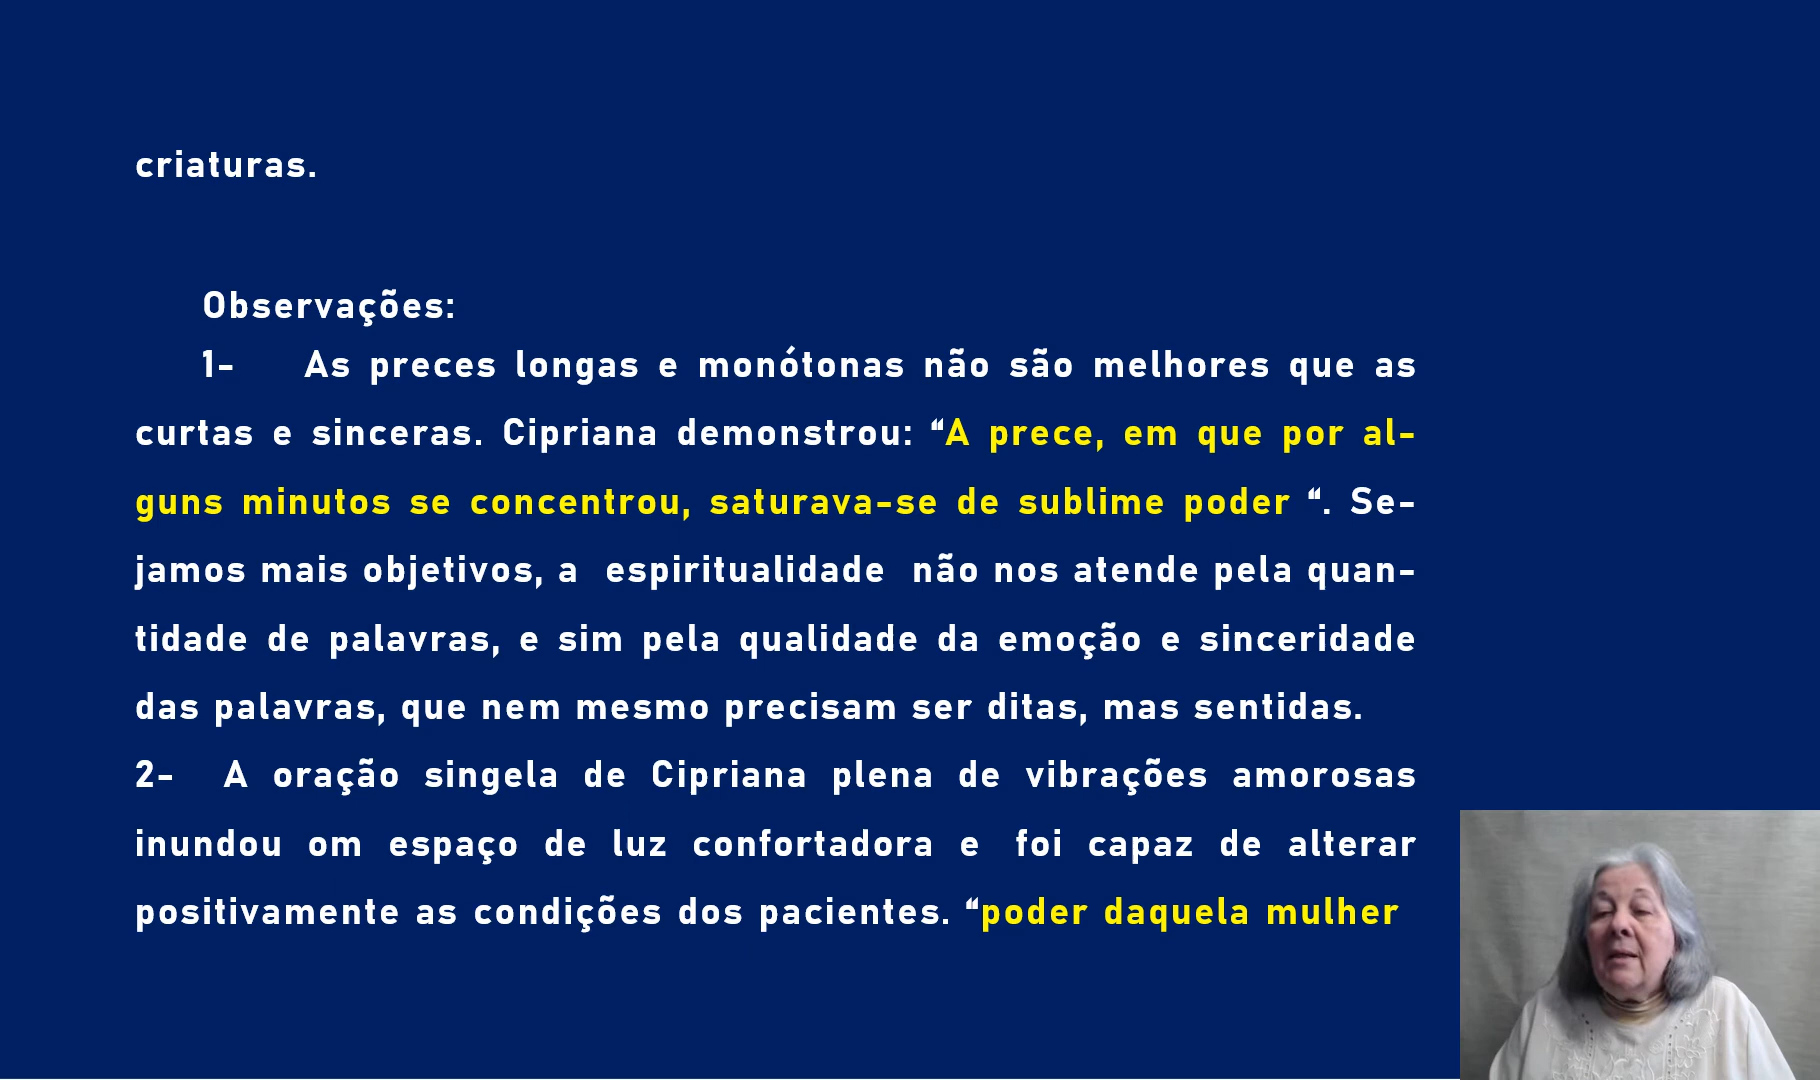 criaturas.
Observações:
1- As preces longas e monótonas não são melhores que as
curtas e sinceras. Cipriana demonstrou: “A prece, em que por al-
guns minutos se concentrou, saturava-se de sublime poder “. Se-
jamos mais objetivos, a espiritualidade não nos atende pela quan-
tidade de palavras, e sim pela qualidade da emoção e sinceridade
das palavras, que nem mesmo precisam ser ditas, mas sentidas.
2- A oração singela de Cipriana plena de vibrações amorosas
inundou om espaço de luz confortadora e foi capaz de alterar
positivamente as condições dos pacientes. “poder daquela mulher